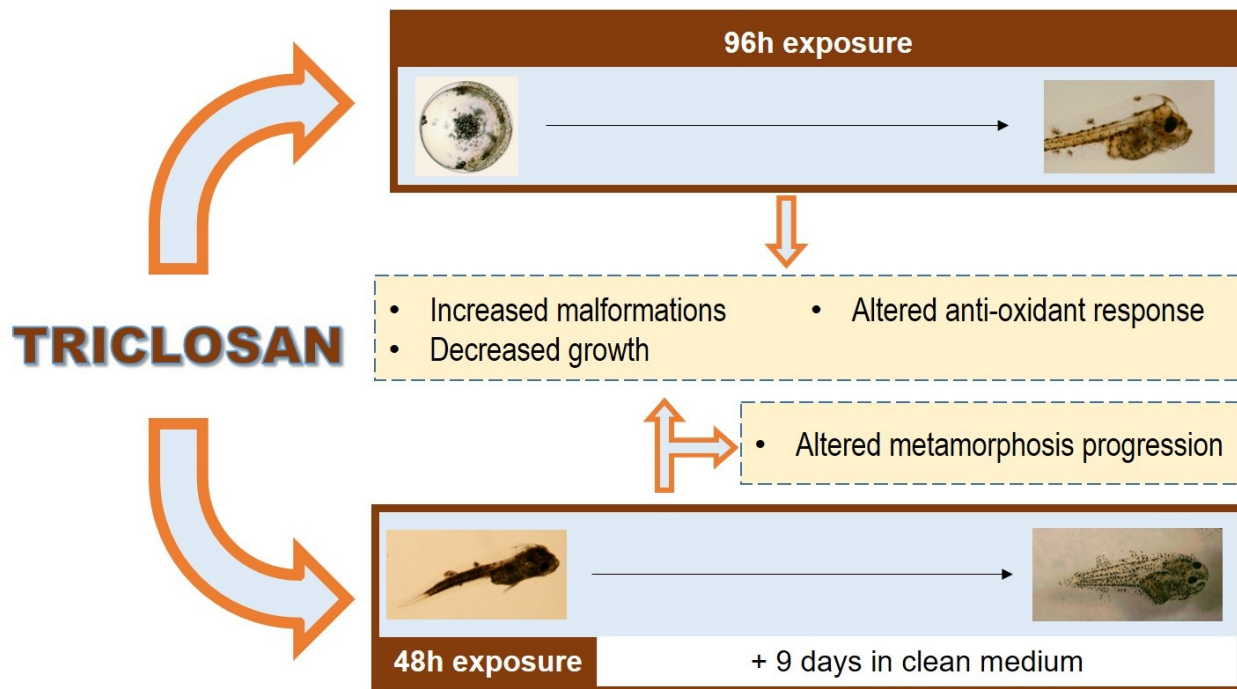 96h exposure
TRICLOSAN
• Increased malformations
• Decreased growth
• Altered anti-oxidant response
• Altered metamorphosis progression
48h exposure
+ 9 days in clean medium